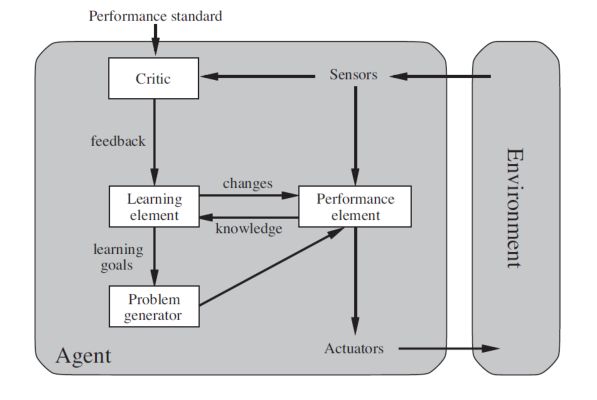 Performance standard
Critic
Sensors
feedback
changes
Learning
element
Performance
element
knowledge
learning
goals
Problem
generator
Actuators
Agent
Environment